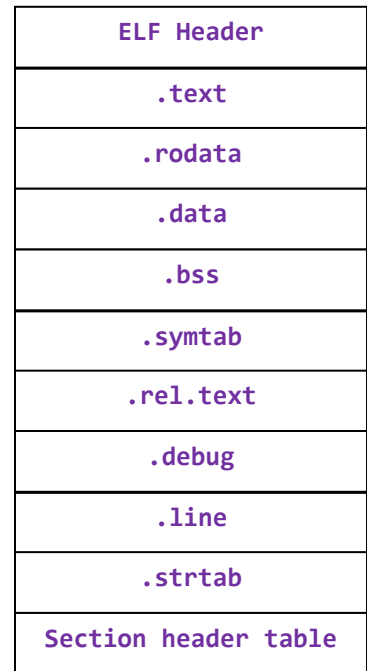 ELF Header
.text
.rodata
.data
.bss
.symtab
.rel.text
.debug
.line
.strtab
Section header table